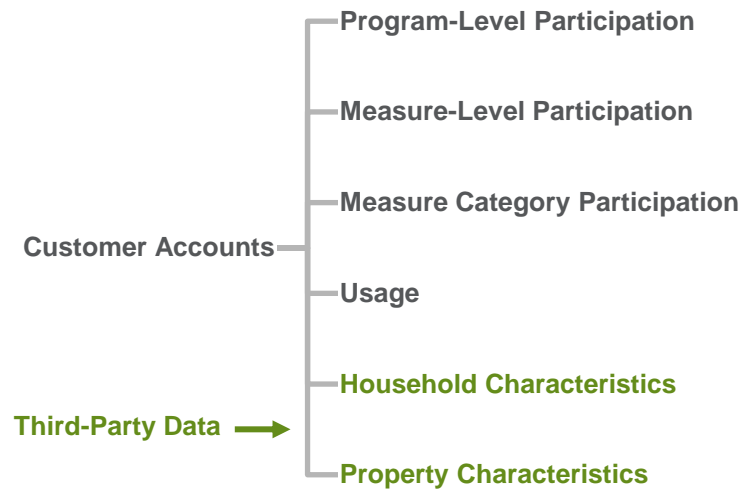 Program-Level Participation
Measure-Level Participation
Measure Category Participation
Customer Accounts
Usage
Household Characteristics
Third-Party Data
Property Characteristics